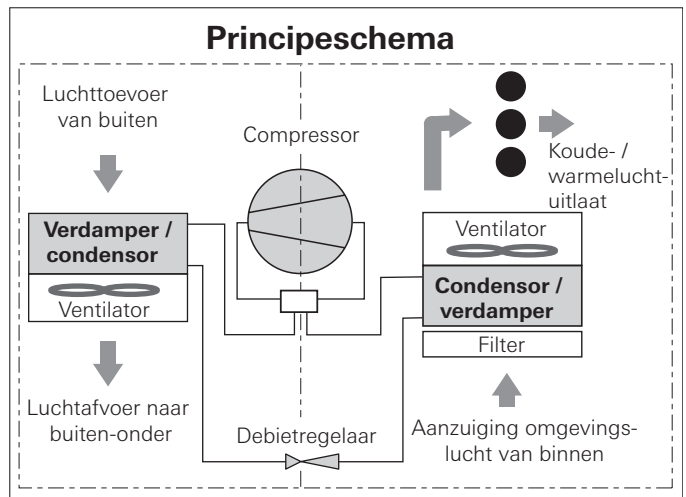 Principeschema
Luchttoevoer
van buiten
Compressor
Koude- /
warmelucht-
uitlaat
Verdamper /
condensor
Ventilator
Ventilator
Condensor /
verdamper
Filter
Luchtafvoer naar
buiten-onder
Debietregelaar
Aanzuiging omgevings-
lucht van binnen